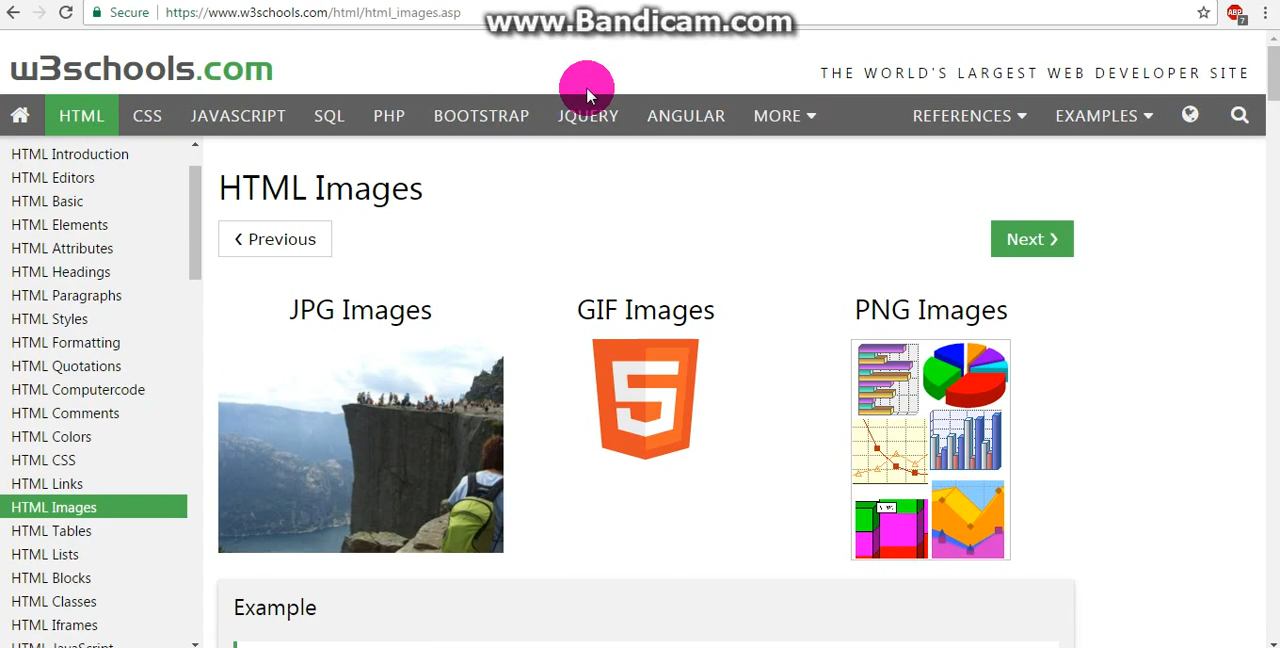 Secure
https://www.w3schools.com/html/html_images.asp
www.Bandicam.com
ABP
7
w3schools.com
THE WORLD'S LARGEST WEB DEVELOPER SITE
HTML CSS JAVASCRIPT SQL PHP BOOTSTRAP JQUERY ANGULAR MORE REFERENCES EXAMPLES
HTML Introduction
HTML Editors
HTML Basic
HTML Elements
HTML Attributes
HTML Headings
HTML Paragraphs
HTML Styles
HTML Formatting
HTML Quotations
HTML Computercode
HTML Comments
HTML Colors
HTML CSS
HTML Links
HTML Images
HTML Tables
HTML Lists
HTML Blocks
HTML Classes
HTML Iframes
HTML JavaScript
HTML Images
❮ Previous
Next ❯
JPG Images
GIF Images
PNG Images
5
Example